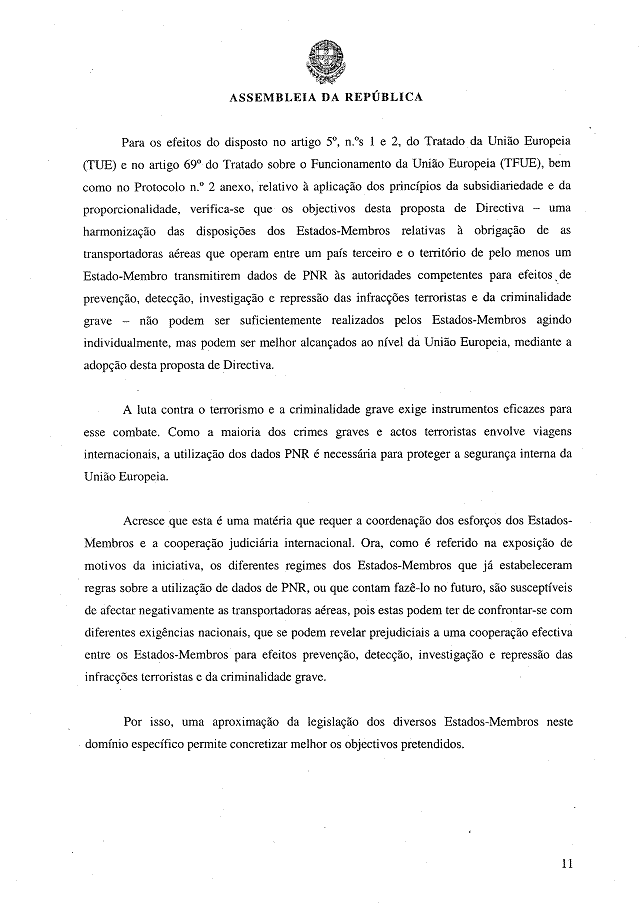 ASSEMBLEIA DA REPÚBLICA
Para os efeitos do disposto no artigo 5º, n.ºs 1 e 2, do Tratado da União Europeia
(TUE) e no artigo 69º do Tratado sobre o Funcionamento da União Europeia (TFUE), bem
como no Protocolo n.º 2 anexo, relativo à aplicação dos princípios da subsidiariedade e da
proporcionalidade, verifica-se que os objectivos desta proposta de Directiva – uma
harmonização das disposições dos Estados-Membros relativas à obrigação de as
transportadoras aéreas que operam entre um país terceiro e o território de pelo menos um
Estado-Membro transmitirem dados de PNR às autoridades competentes para efeitos de
prevenção, detecção, investigação e repressão das infracções terroristas e da criminalidade
grave – não podem ser suficientemente realizados pelos Estados-Membros agindo
individualmente, mas podem ser melhor alcançados ao nível da União Europeia, mediante a
adopção desta proposta de Directiva.
A luta contra o terrorismo e a criminalidade grave exige instrumentos eficazes para
esse combate. Como a maioria dos crimes graves e actos terroristas envolve viagens
internacionais, a utilização dos dados PNR é necessária para proteger a segurança interna da
União Europeia.
Acresce que esta é uma matéria que requer a coordenação dos esforços dos Estados-
Membros e a cooperação judiciária internacional. Ora, como é referido na exposição de
motivos da iniciativa, os diferentes regimes dos Estados-Membros que já estabeleceram
regras sobre a utilização de dados de PNR, ou que contam fazê-lo no futuro, são susceptíveis
de afectar negativamente as transportadoras aéreas, pois estas podem ter de confrontar-se com
diferentes exigências nacionais, que se podem revelar prejudiciais a uma cooperação efectiva
entre os Estados-Membros para efeitos prevenção, detecção, investigação e repressão das
infracções terroristas e da criminalidade grave.
Por isso, uma aproximação da legislação dos diversos Estados-Membros neste
domínio específico permite concretizar melhor os objectivos pretendidos.
11